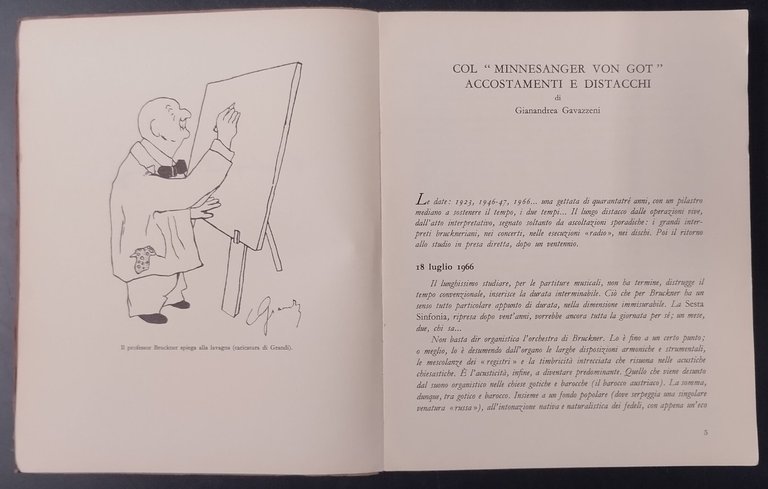 Grandi
Il professor Bruckner spiega alla lavagna (caricatura di Grandi).
COL " MINNESANGER VON GOT "
ACCOSTAMENTI E DISTACCHI
di
Gianandrea Gavazzeni
Le date: 1923, 1946-47, 1966... una gettata di quarantatré anni, con un pilastro
mediano a sostenere il tempo, i due tempi... Il lungo distacco dalle operazioni vive,
dall'atto interpretativo, segnato soltanto da ascoltazioni sporadiche: i grandi inter-
preti bruckneriani, nei concerti, nelle esecuzioni «radio», nei dischi. Poi il ritorno
allo studio in presa diretta, dopo un ventennio.
18 luglio 1966
Il lunghissimo studiare, per le partiture musicali, non ha termine, distrugge il
tempo convenzionale, inserisce la durata interminabile. Ciò che per Bruckner ha un
senso tutto particolare appunto di durata, nella dimensione immisurabile. La Sesta
Sinfonia, ripresa dopo vent'anni, vorrebbe ancora tutta la giornata per sé; un mese,
due, chi sa...
Non basta dir organistica l'orchestra di Bruckner. Lo è fino a un certo punto;
o meglio, lo è desumendo dall'organo le larghe disposizioni armoniche e strumentali,
le mescolanze dei «registri» e la timbricità intrecciata che risuona nelle acustiche
chiesastiche. È l'acusticità, infine, a diventare predominante. Quello che viene desunto
dal suono organistico nelle chiese gotiche e barocche (il barocco austriaco). La somma,
dunque, tra gotico e barocco. Insieme a un fondo popolare (dove serpeggia una singolare
venatura «russa»), all'intonazione nativa e naturalistica dei fedeli, con appena un'eco
5